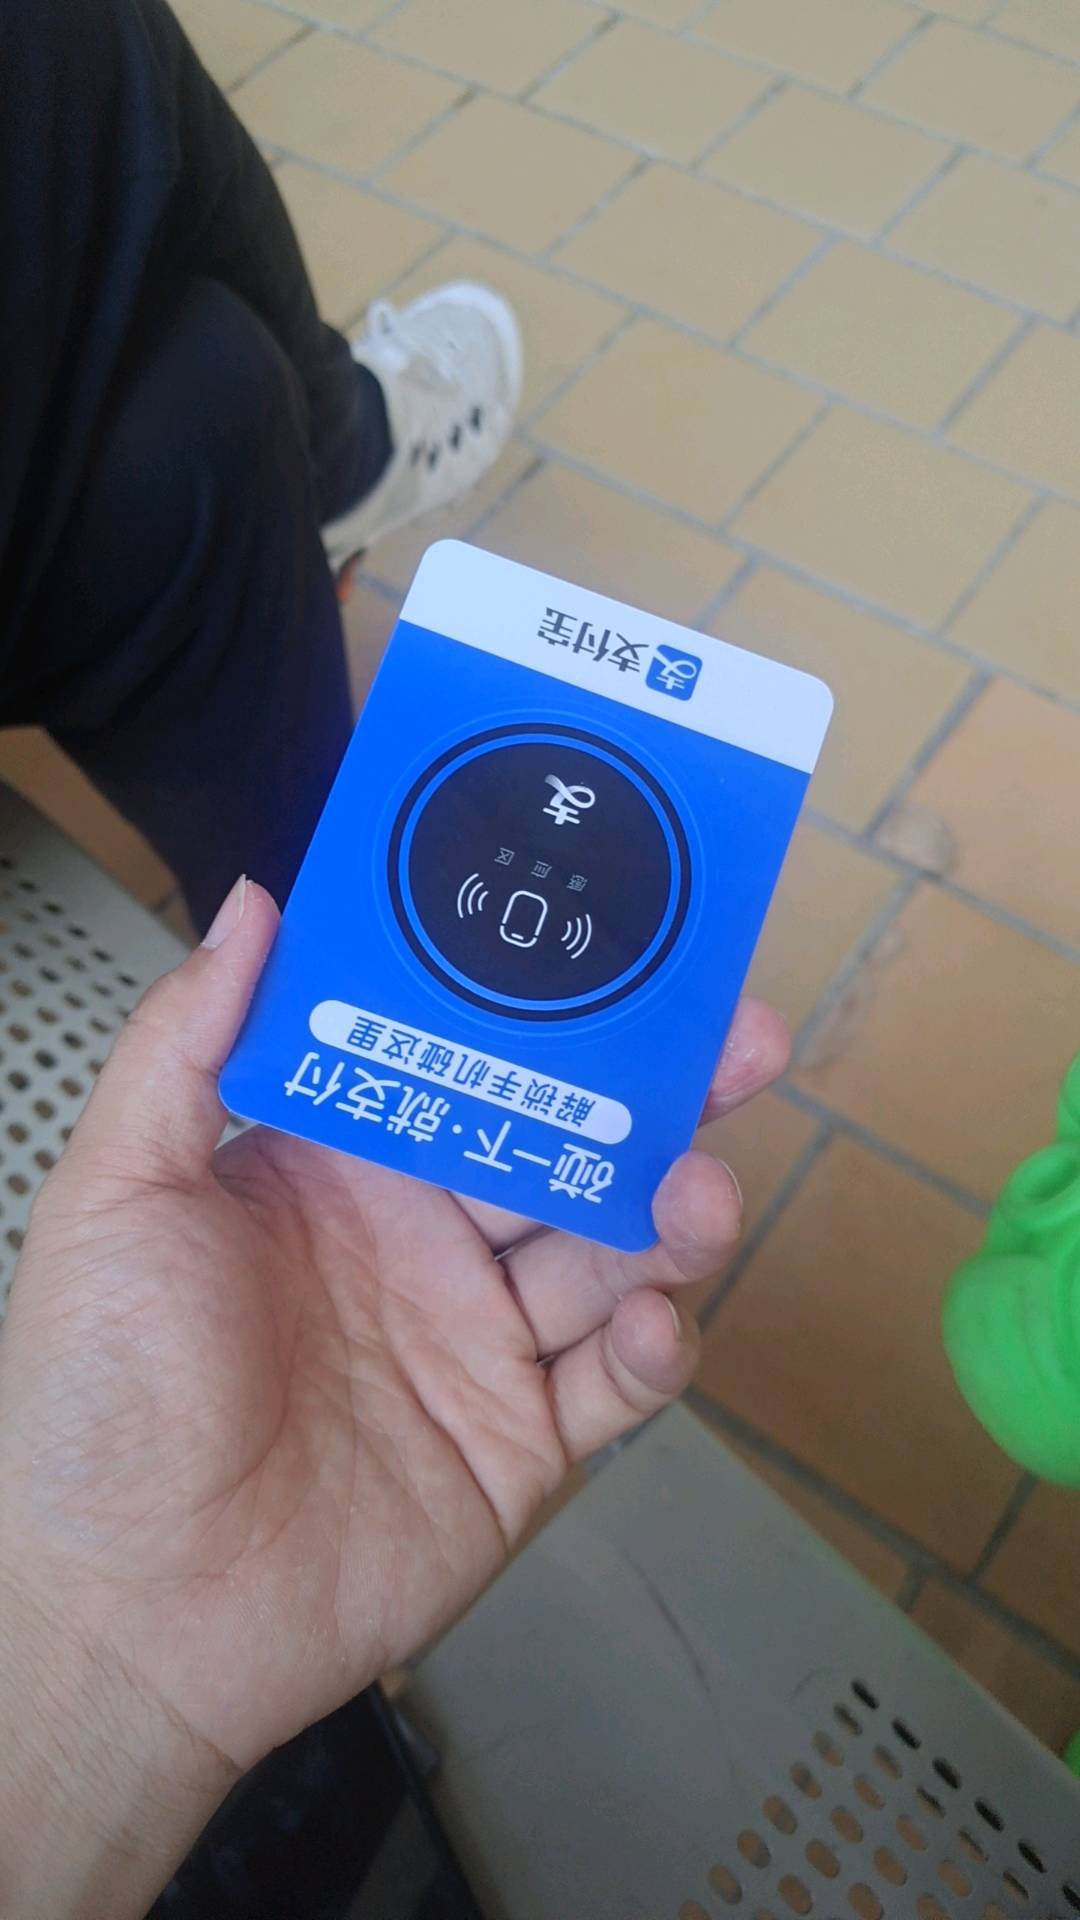 碰一下·就支付
解锁手机碰这里
感应区
支
支付宝